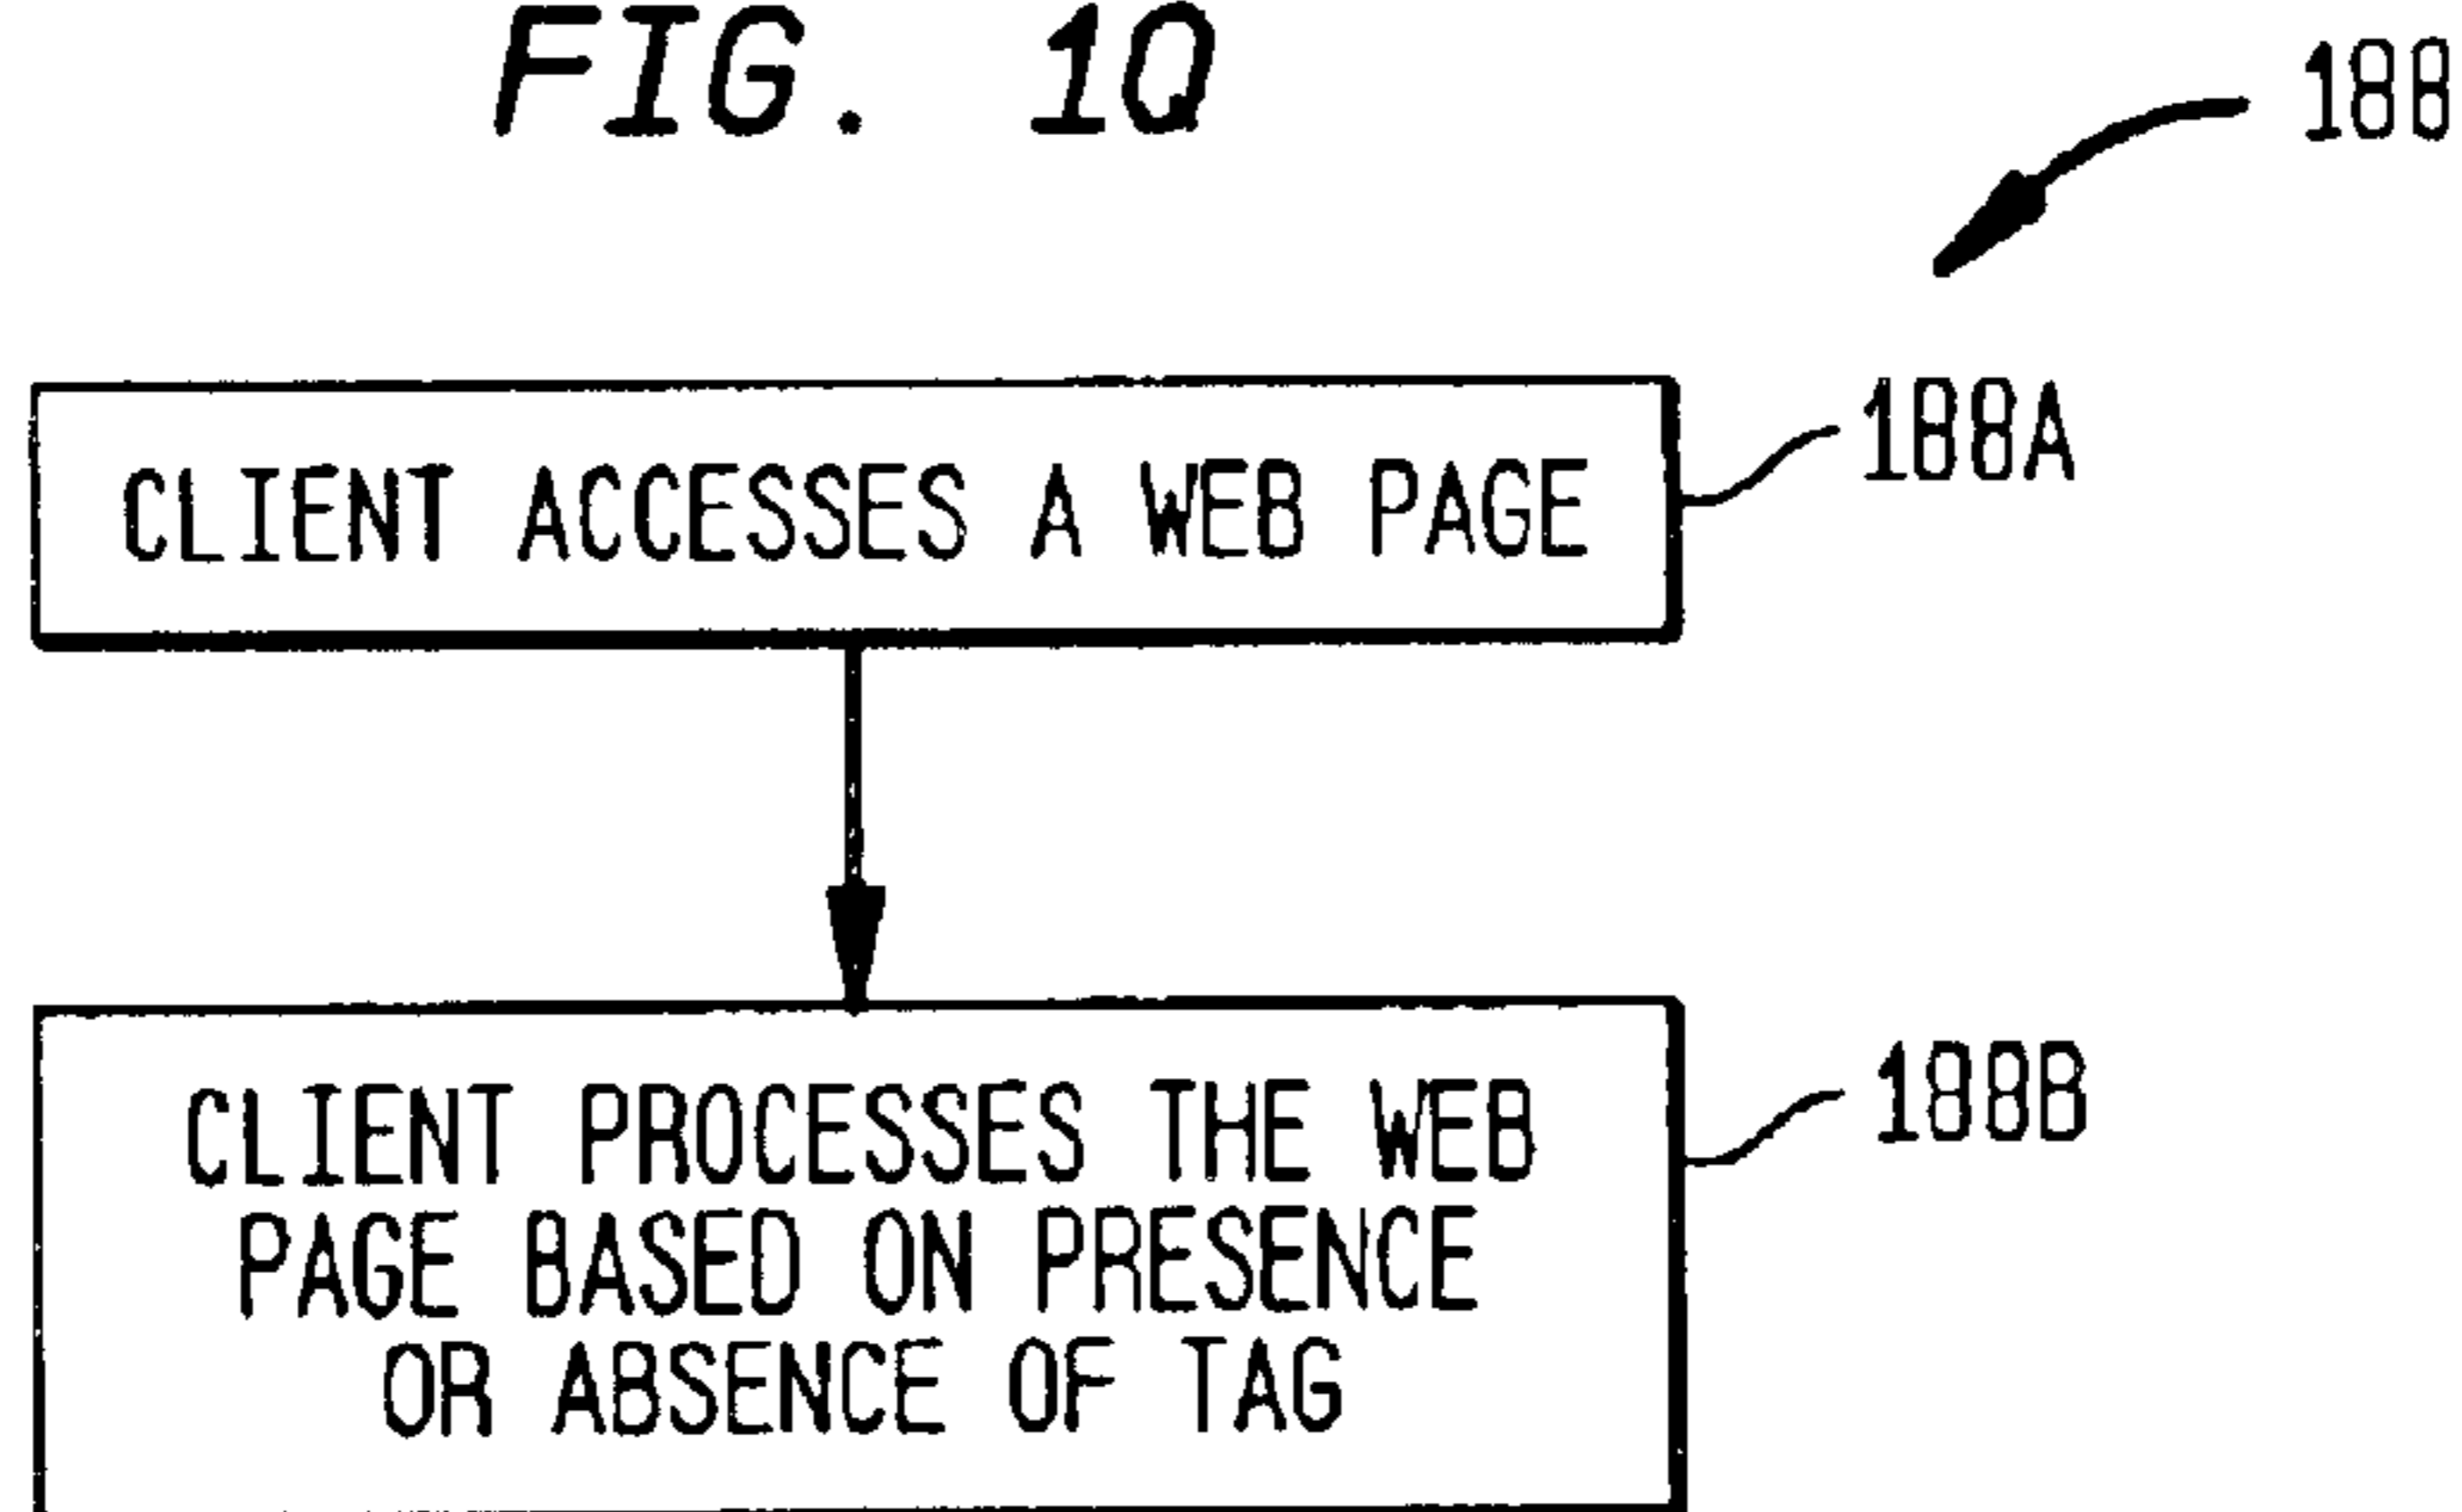 FIG. 1Q
188
CLIENT ACCESSES A WEB PAGE
188A
CLIENT PROCESSES THE WEB
PAGE BASED ON PRESENCE
OR ABSENCE OF TAG
188B